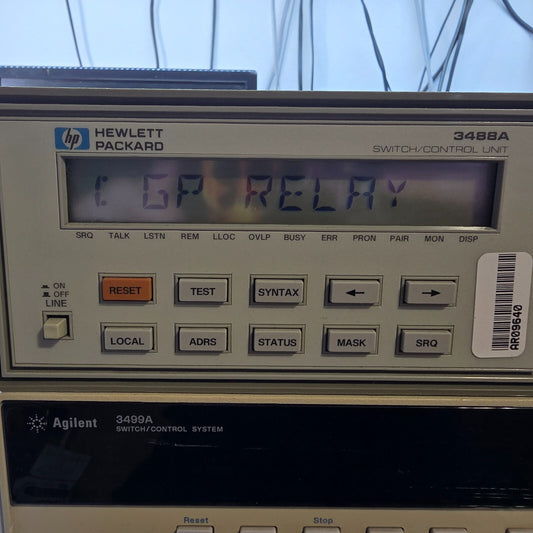 hp HEWLETT
PACKARD
3488A
SWITCH/CONTROL UNIT
C GP RELAY
SRQ TALK LSTN REM LLOC OVLP BUSY ERR PRON PAIR MON DISP
ON
OFF
LINE
RESET TEST SYNTAX ← →
LOCAL ADRS STATUS MASK SRQ
AR09640
Agilent
3499A
SWITCH/CONTROL SYSTEM
Reset Stop